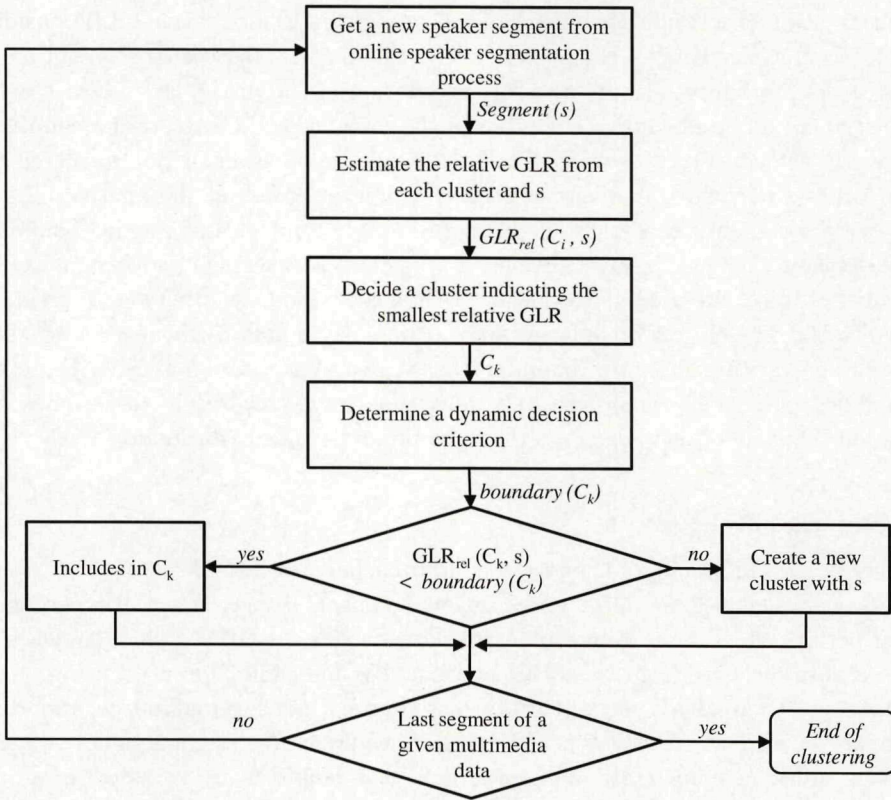 Get a new speaker segment from
online speaker segmentation
process
Segment (s)
Estimate the relative GLR from
each cluster and s
GLR_rel (C_i , s)
Decide a cluster indicating the
smallest relative GLR
C_k
Determine a dynamic decision
criterion
boundary (C_k)
Includes in C_k
yes
GLR_rel (C_k, s)
< boundary (C_k)
no
Create a new
cluster with s
no
Last segment of a
given multimedia
data
yes
End of
clustering